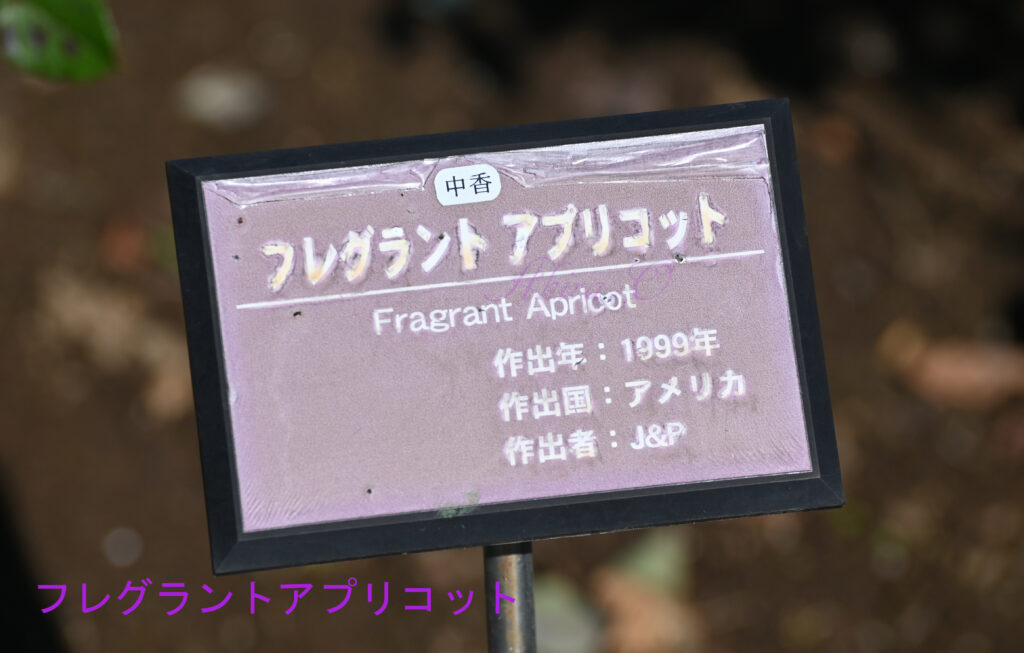 中香
フレグラント アプリコット
Fragrant Apricot
作出年：1999年
作出国：アメリカ
作出者：J&P
フレグラントアプリコット